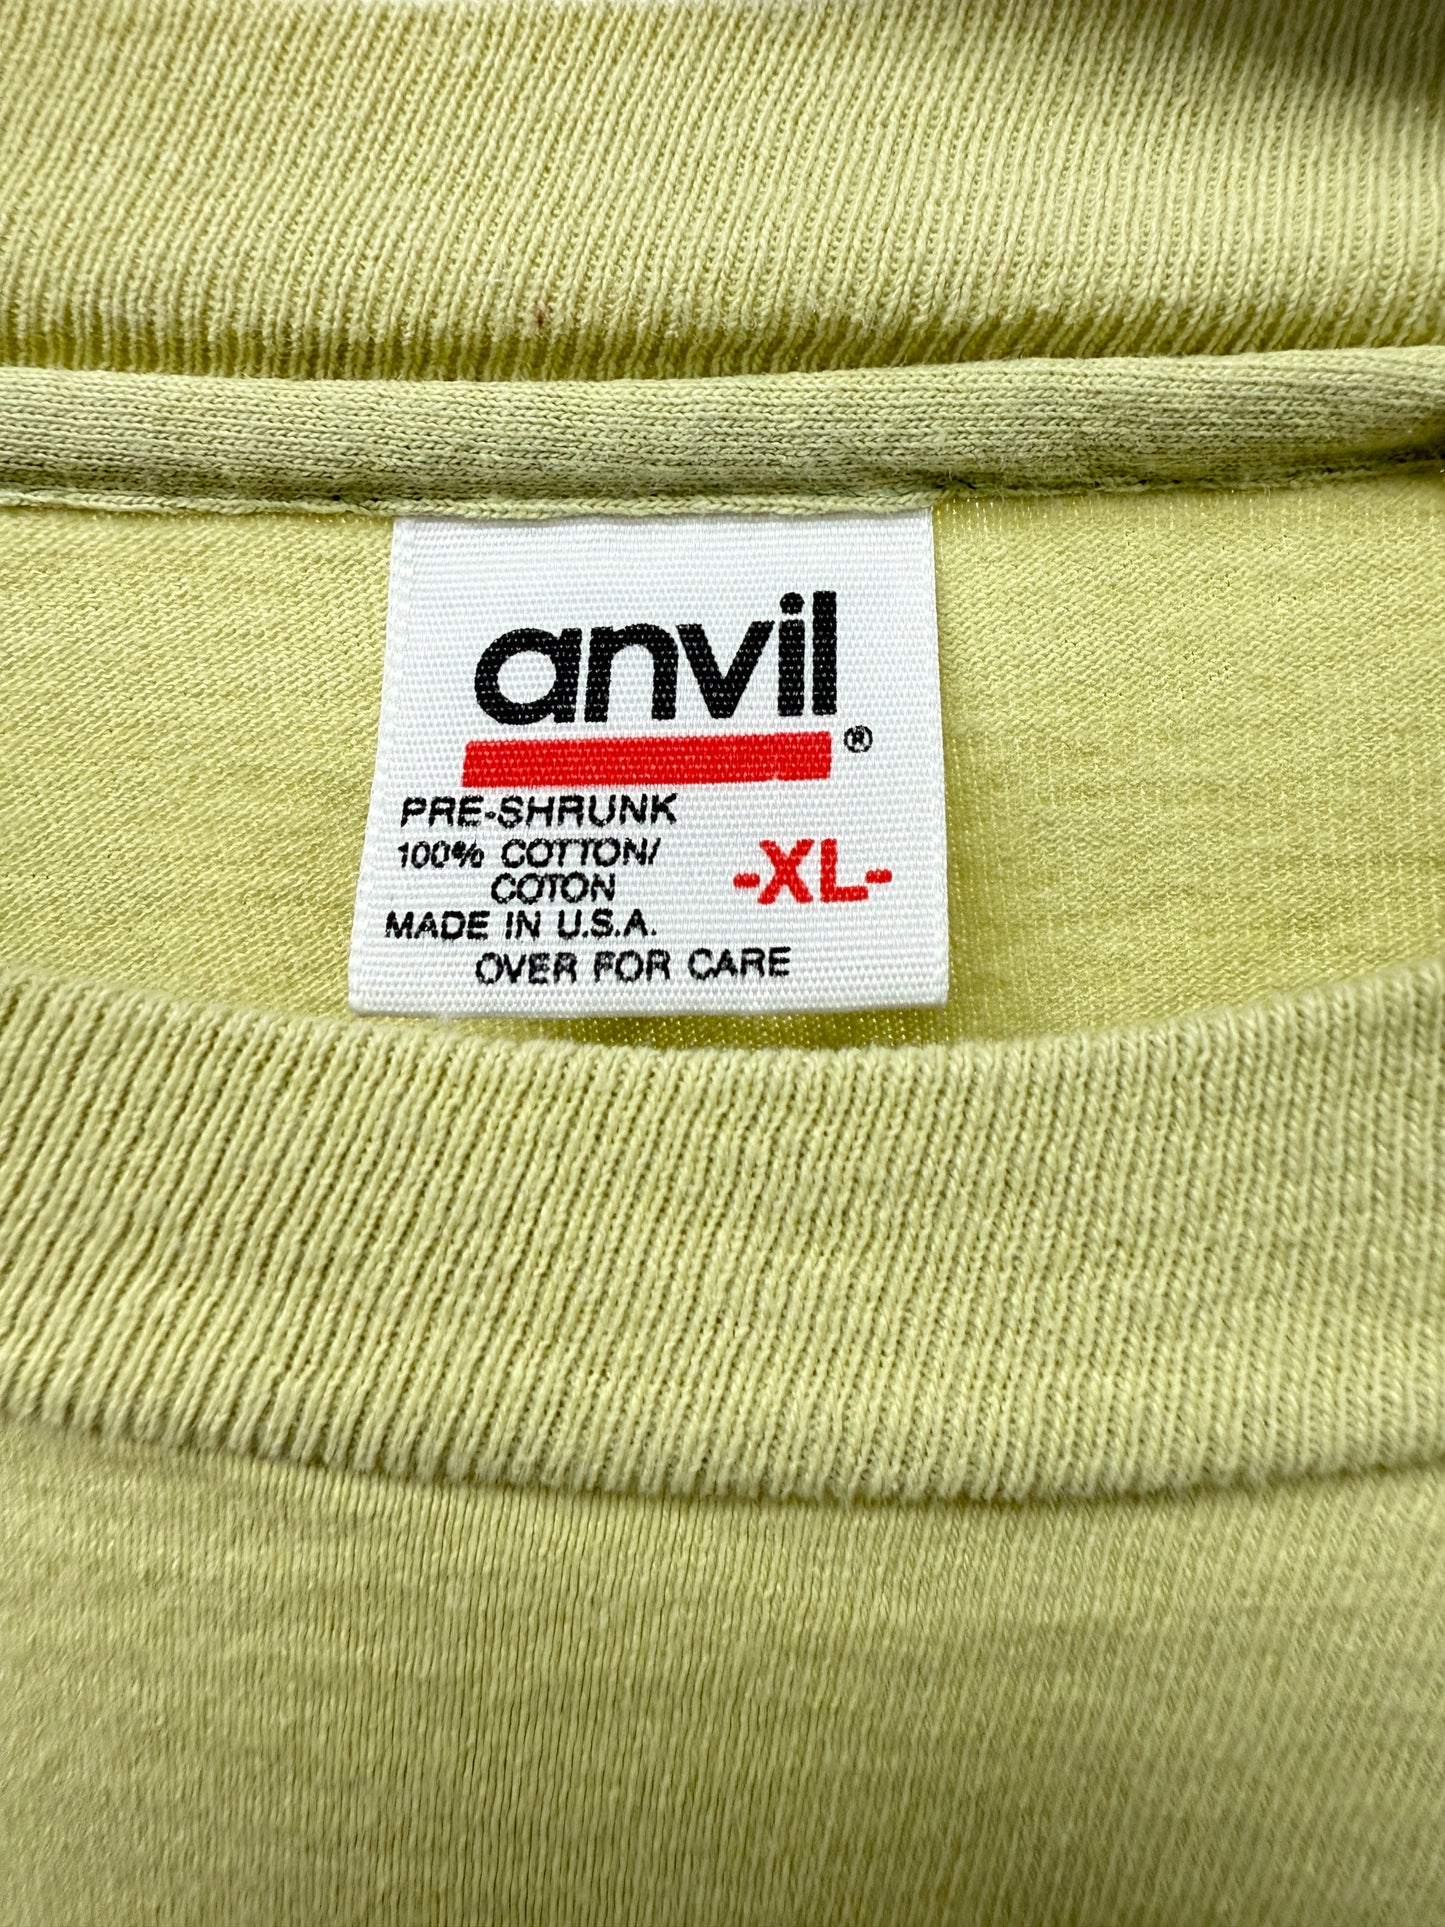 anvil
®
PRE-SHRUNK
100% COTTON/
COTON
-XL-
MADE IN U.S.A.
OVER FOR CARE